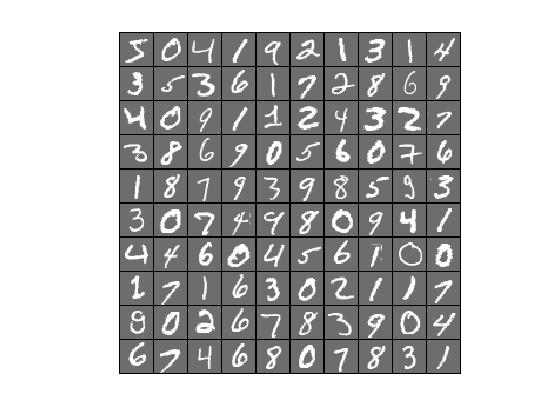 5 0 4 1 9 2 1 3 1 4
3 5 3 6 1 7 2 8 6 9
4 0 9 1 1 2 4 3 2 7
3 8 6 9 0 5 6 0 7 6
1 8 7 9 3 9 8 5 9 3
3 0 7 4 9 8 0 9 4 1
4 4 6 0 4 5 6 1 0 0
1 7 1 6 3 0 2 1 1 7
9 0 2 6 7 8 3 9 0 4
6 7 4 6 8 0 7 8 3 1